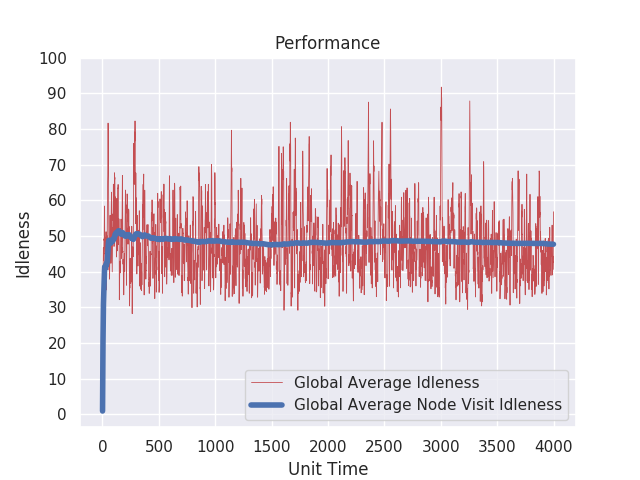 Performance
100
90
80
70
60
50
40
30
20
10
0
Idleness
Global Average Idleness
Global Average Node Visit Idleness
0 500 1000 1500 2000 2500 3000 3500 4000
Unit Time